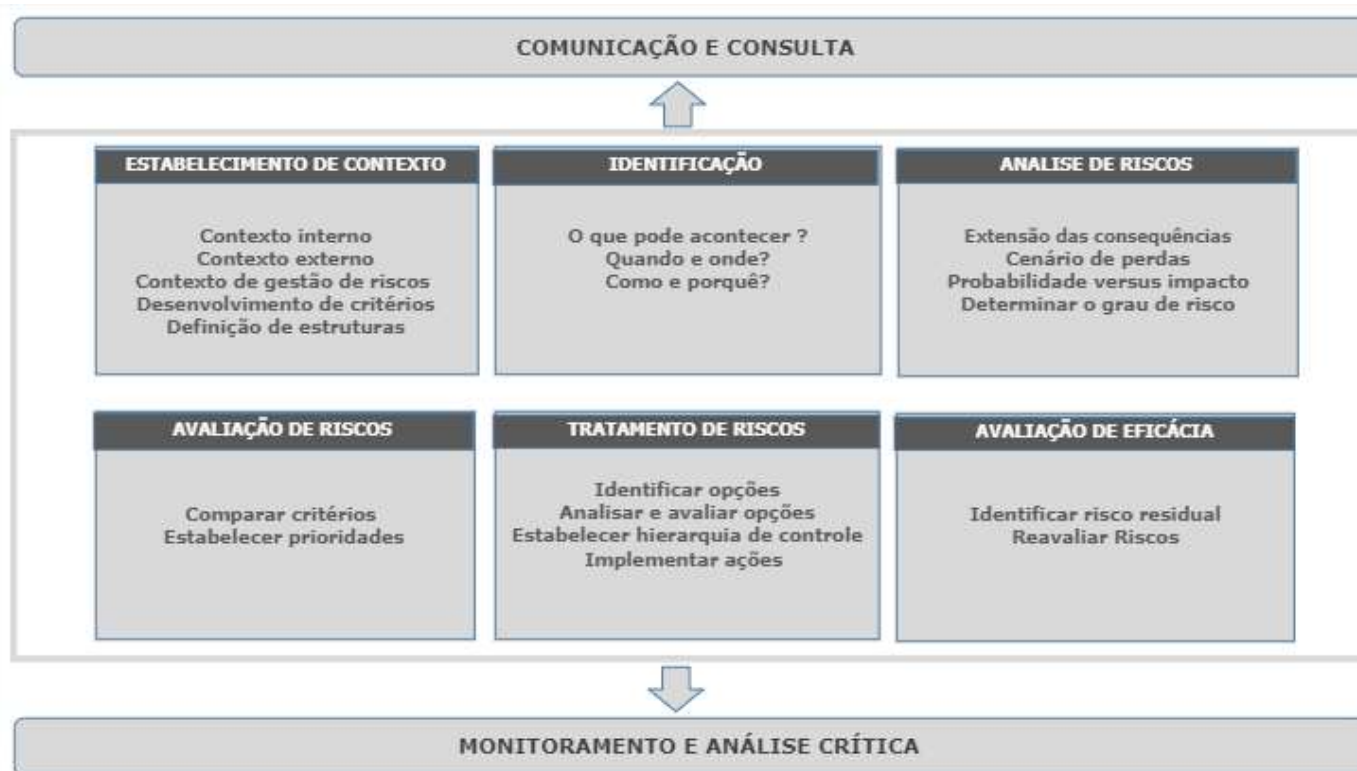 COMUNICAÇÃO E CONSULTA
ESTABELECIMENTO DE CONTEXTO
Contexto interno
Contexto externo
Contexto de gestão de riscos
Desenvolvimento de critérios
Definição de estruturas
IDENTIFICAÇÃO
O que pode acontecer ?
Quando e onde?
Como e porquê?
ANALISE DE RISCOS
Extensão das consequências
Cenário de perdas
Probabilidade versus impacto
Determinar o grau de risco
AVALIAÇÃO DE RISCOS
Comparar critérios
Estabelecer prioridades
TRATAMENTO DE RISCOS
Identificar opções
Analisar e avaliar opções
Estabelecer hierarquia de controle
Implementar ações
AVALIAÇÃO DE EFICÁCIA
Identificar risco residual
Reavaliar Riscos
MONITORAMENTO E ANÁLISE CRÍTICA